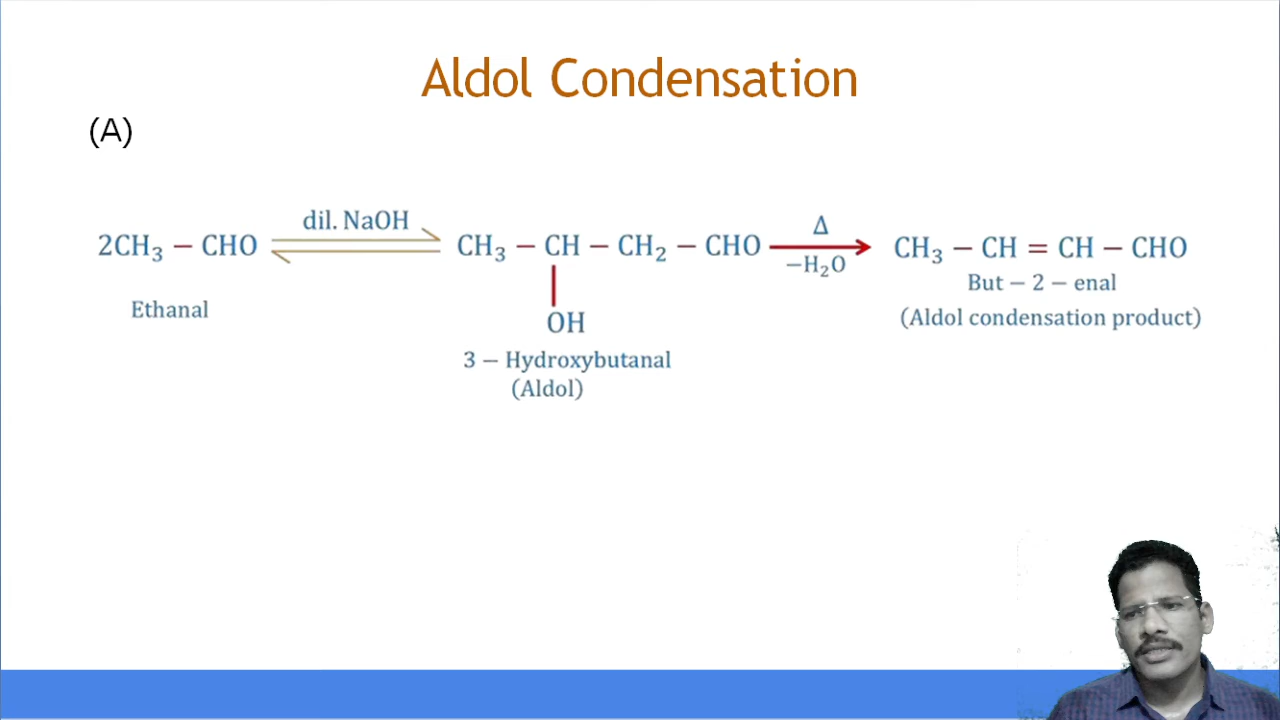 Aldol Condensation
(A)
2CH₃ − CHO ⇌ CH₃ − CH − CH₂ − CHO → CH₃ − CH = CH − CHO
dil. NaOH
Δ
−H₂O
|
OH
Ethanal
3 − Hydroxybutanal
(Aldol)
But − 2 − enal
(Aldol condensation product)